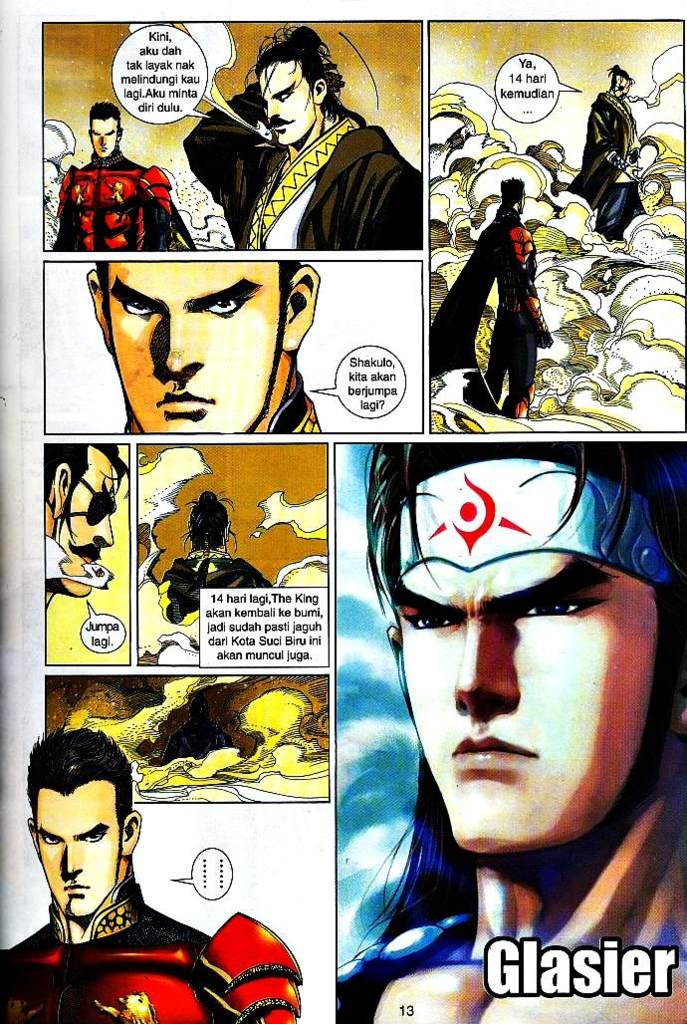 Kini,
aku dah
tak layak nak
melindungi kau
lagi.Aku minta
diri dulu.
Ya,
14 hari
kemudian
...
Shakulo,
kita akan
berjumpa
lagi?
Jumpa
lagi.
14 hari lagi,The King
akan kembali ke bumi,
jadi sudah pasti jaguh
dari Kota Suci Biru ini
akan muncul juga.
Glasier
13